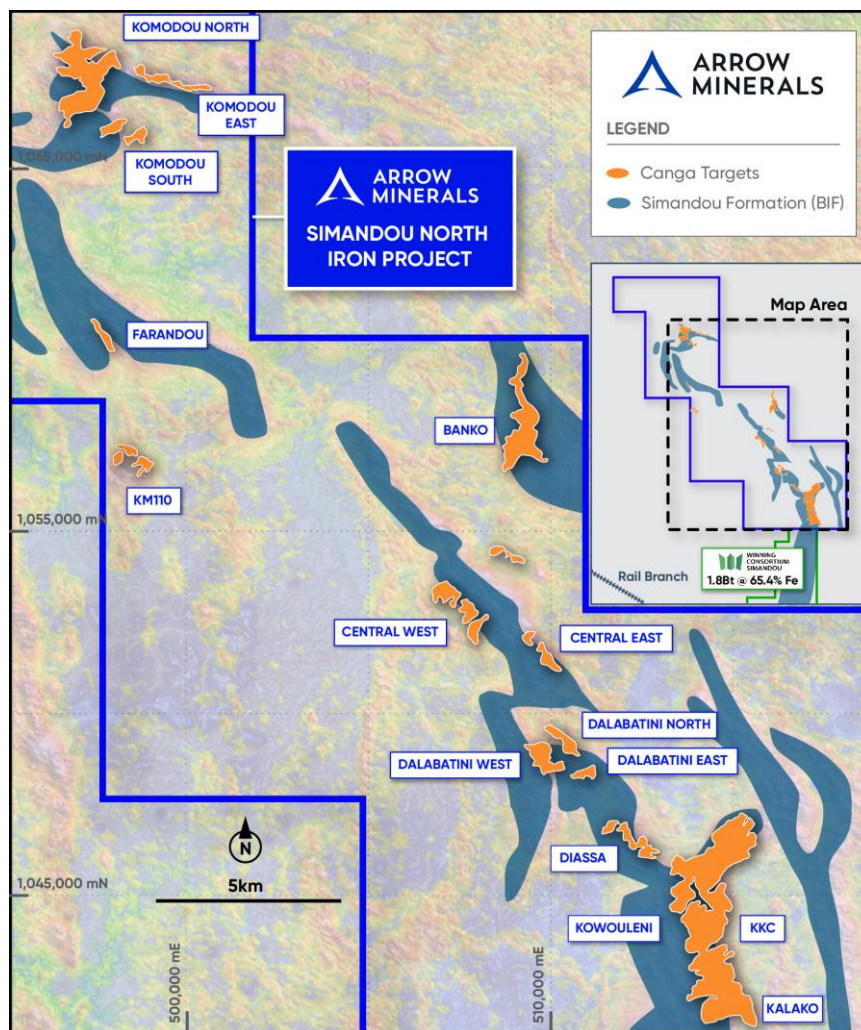 KOMODOU NORTH
KOMODOU
EAST
KOMODOU
SOUTH
1,065,000 mN
ARROW
MINERALS
SIMANDOU NORTH
IRON PROJECT
ARROW
MINERALS
LEGEND
Canga Targets
Simandou Formation (BIF)
Map Area
WINNING
CONSORTIUM
SIMANDOU
1.8Bt @ 65.4% Fe
Rail Branch
FARANDOU
BANKO
KM110
1,055,000 mN
CENTRAL WEST
CENTRAL EAST
DALABATINI NORTH
DALABATINI WEST
DALABATINI EAST
DIASSA
N
5km
1,045,000 mN
KOWOULENI
KKC
KALAKO
500,000 mE
510,000 mE